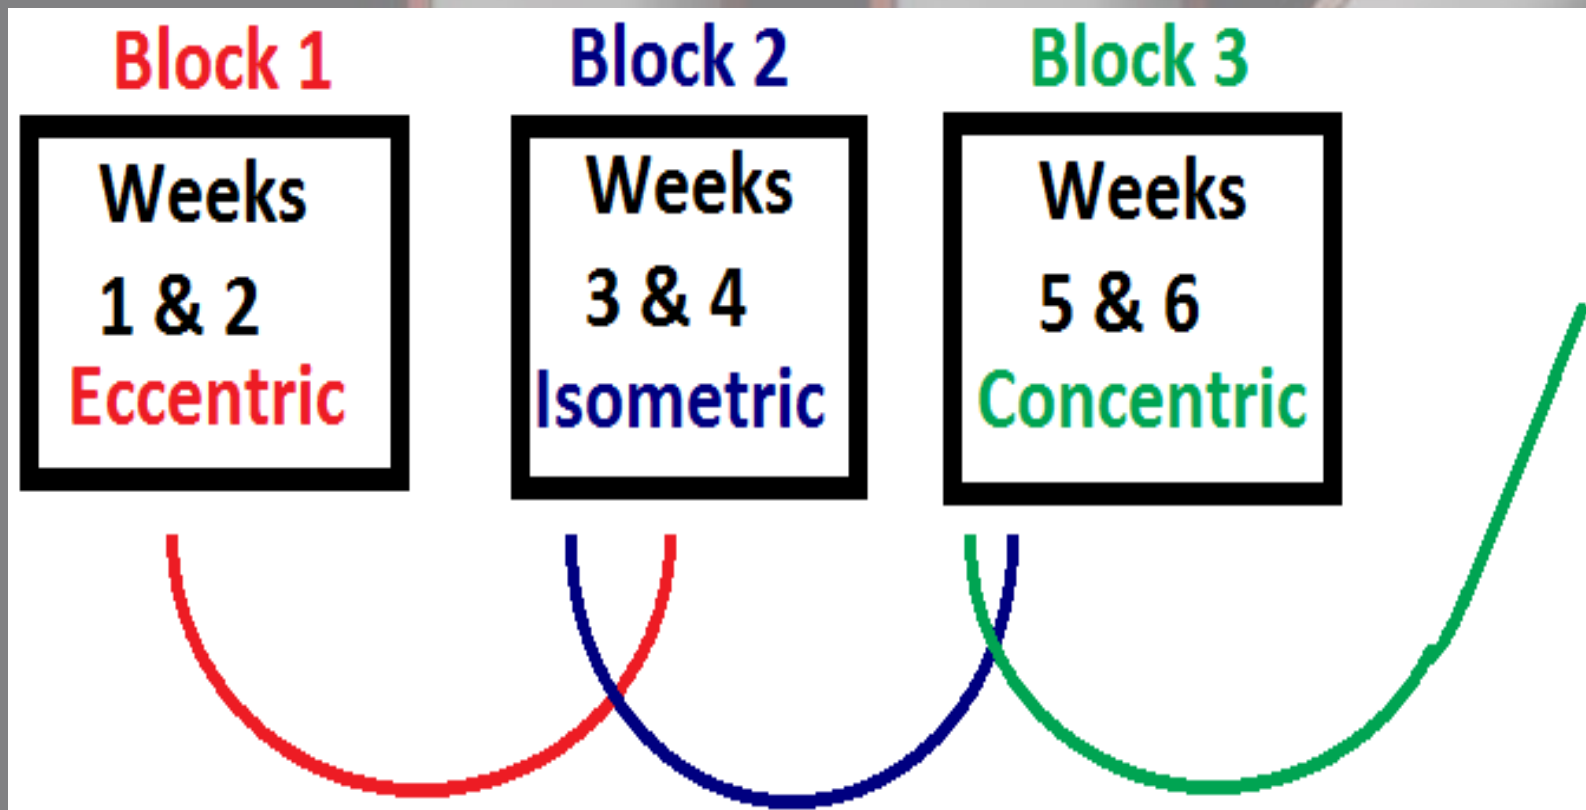 Block 1
Weeks
1 & 2
Eccentric
Block 2
Weeks
3 & 4
Isometric
Block 3
Weeks
5 & 6
Concentric